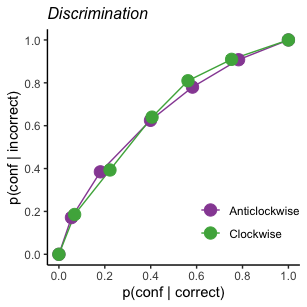 Discrimination
p(conf | incorrect)
1.0
0.8
0.6
0.4
0.2
0.0
Anticlockwise
Clockwise
0.0 0.2 0.4 0.6 0.8 1.0
p(conf | correct)